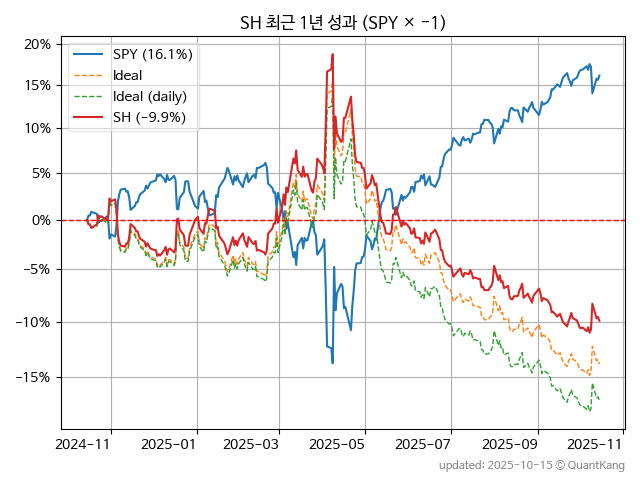 SH 최근 1년 성과 (SPY × −1)
SPY (16.1%)
Ideal
Ideal (daily)
SH (−9.9%)
20%
15%
10%
5%
0%
−5%
−10%
−15%
2024−11
2025−01
2025−03
2025−05
2025−07
2025−09
2025−11
updated: 2025−10−15 © QuantKang